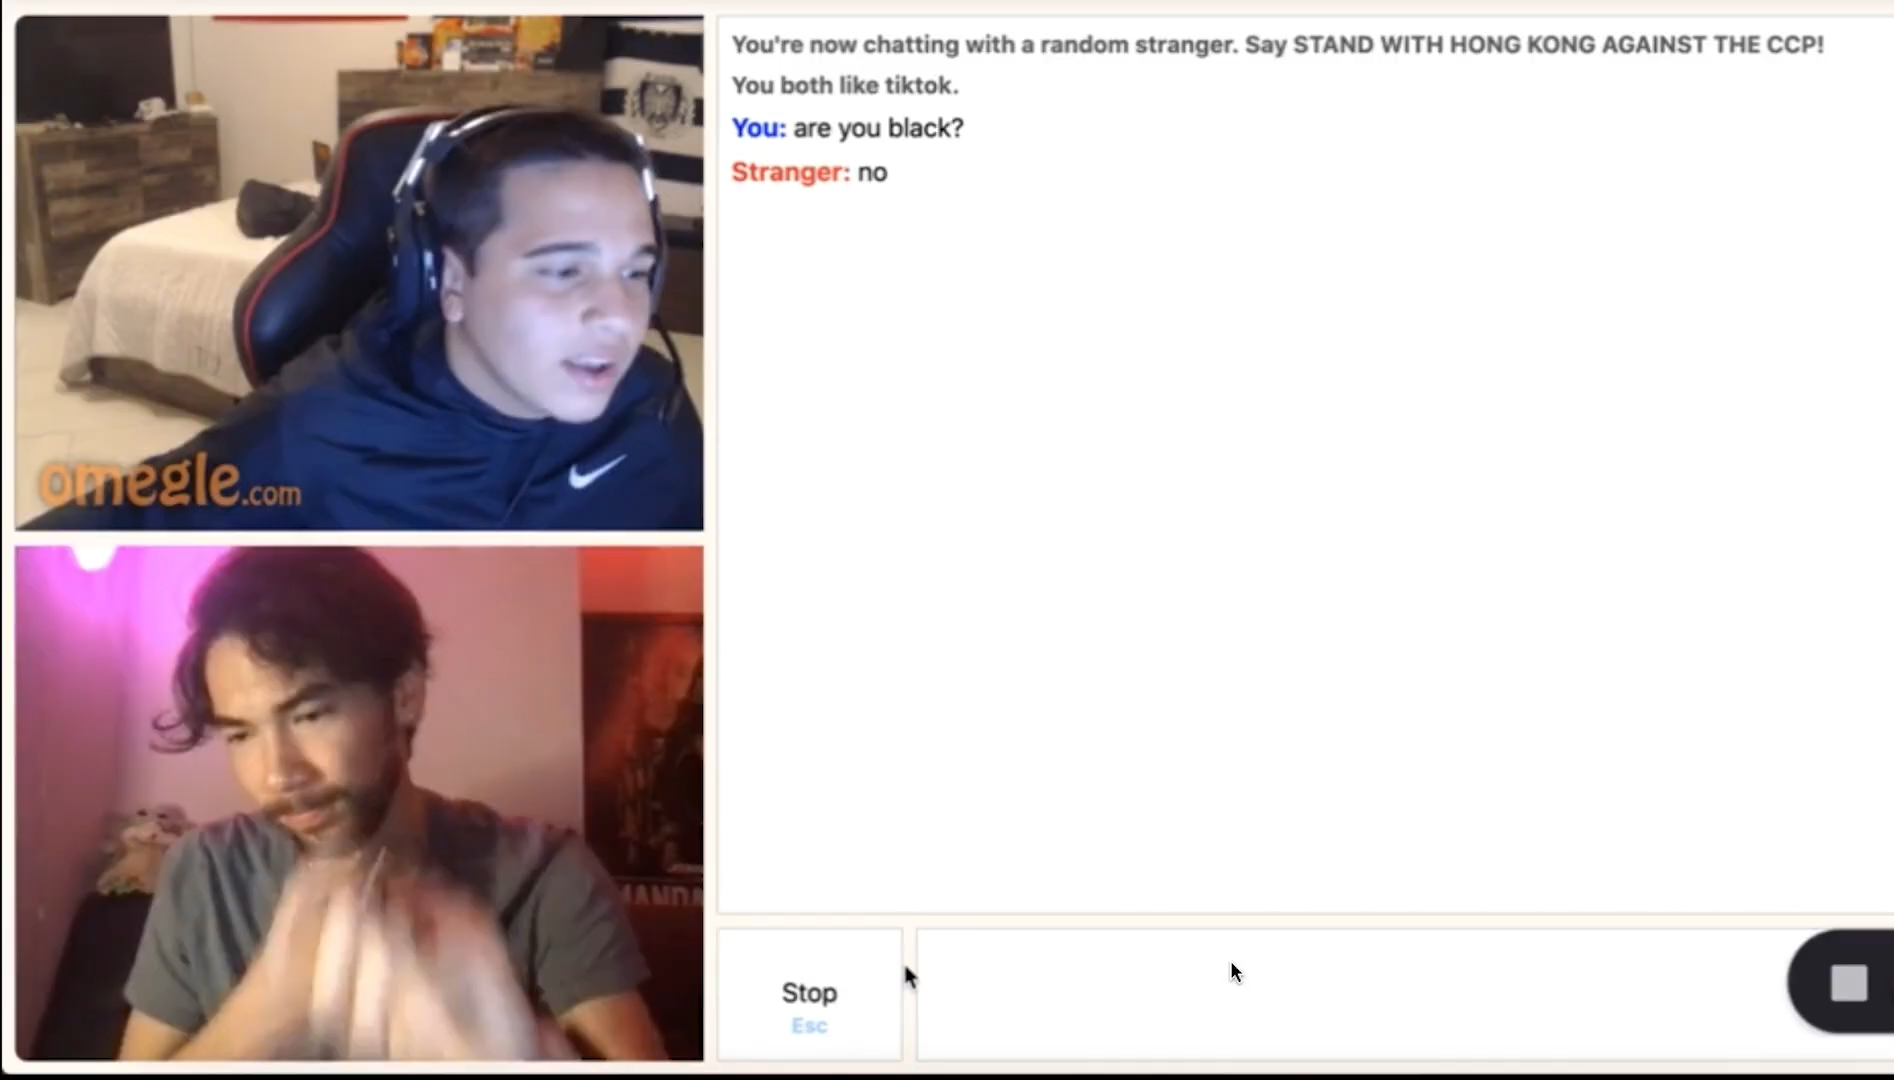 You're now chatting with a random stranger. Say STAND WITH HONG KONG AGAINST THE CCP!
You both like tiktok.
You: are you black?
Stranger: no
omegle.com
MANDA
Stop
Esc